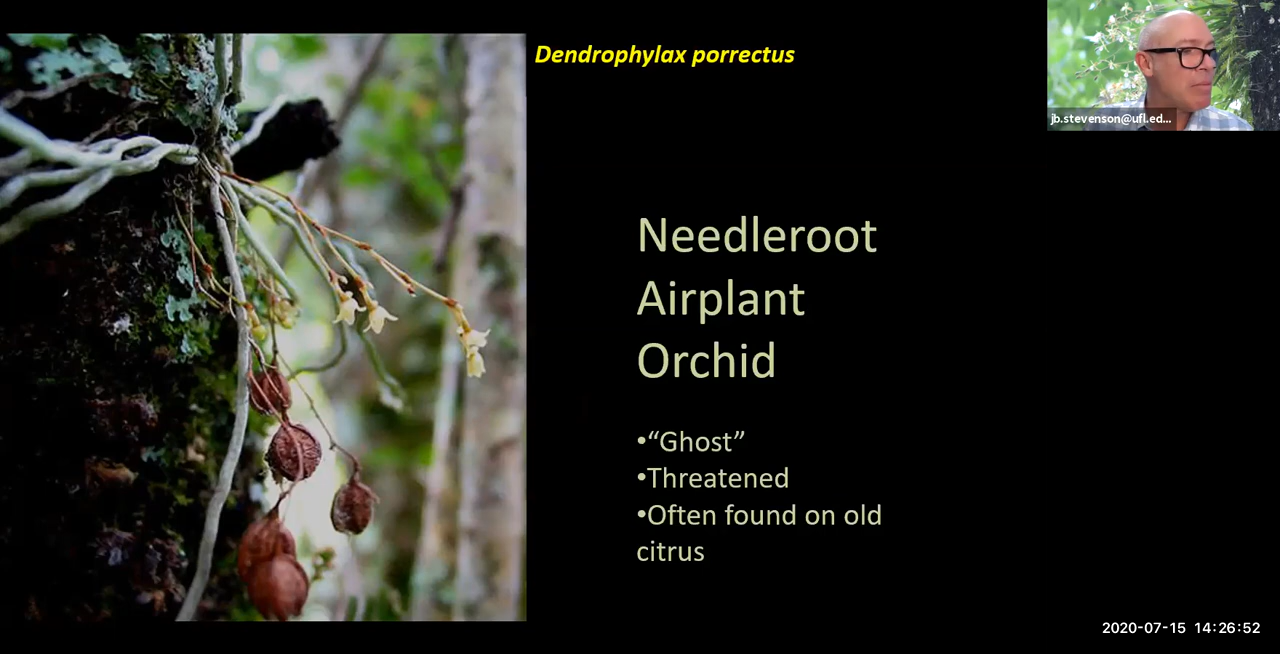 Dendrophylax porrectus
jb.stevenson@ufl.ed...
Needleroot
Airplant
Orchid
•“Ghost”
•Threatened
•Often found on old
citrus
2020-07-15 14:26:52